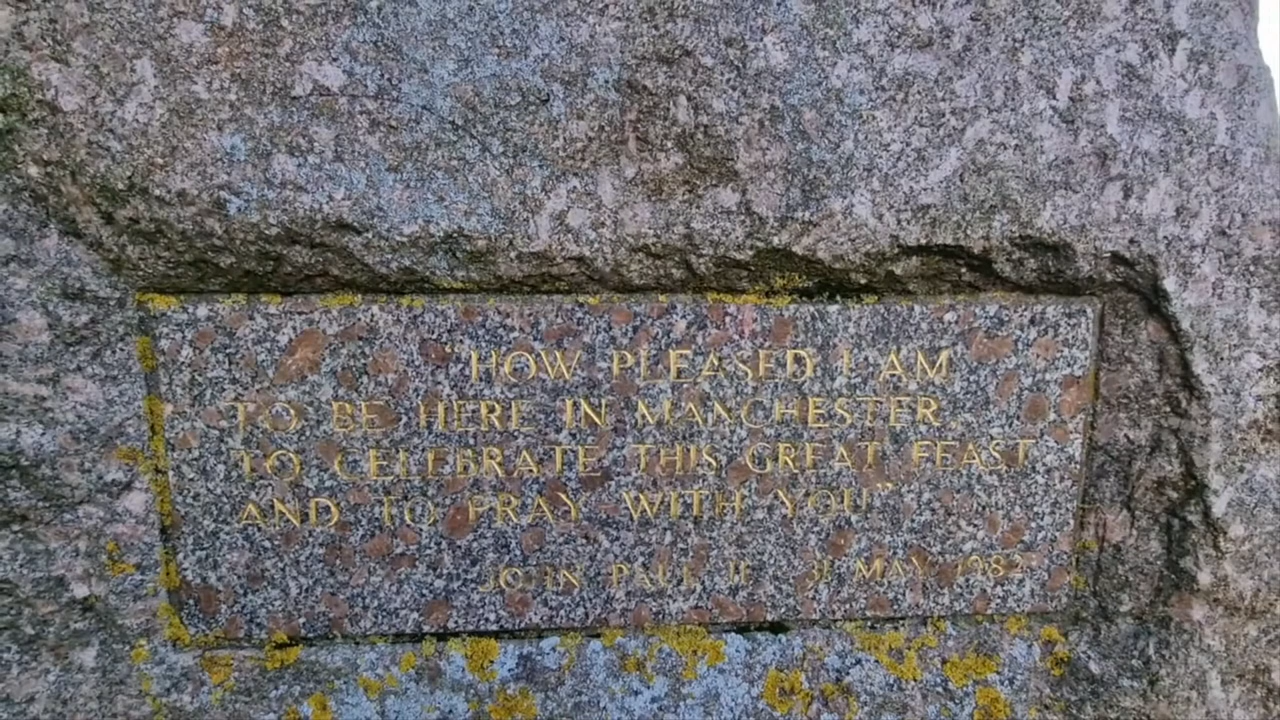 "HOW PLEASED I AM
TO BE HERE IN MANCHESTER,
TO CELEBRATE THIS GREAT FEAST
AND TO PRAY WITH YOU"
JOHN PAUL II 31 MAY 1982